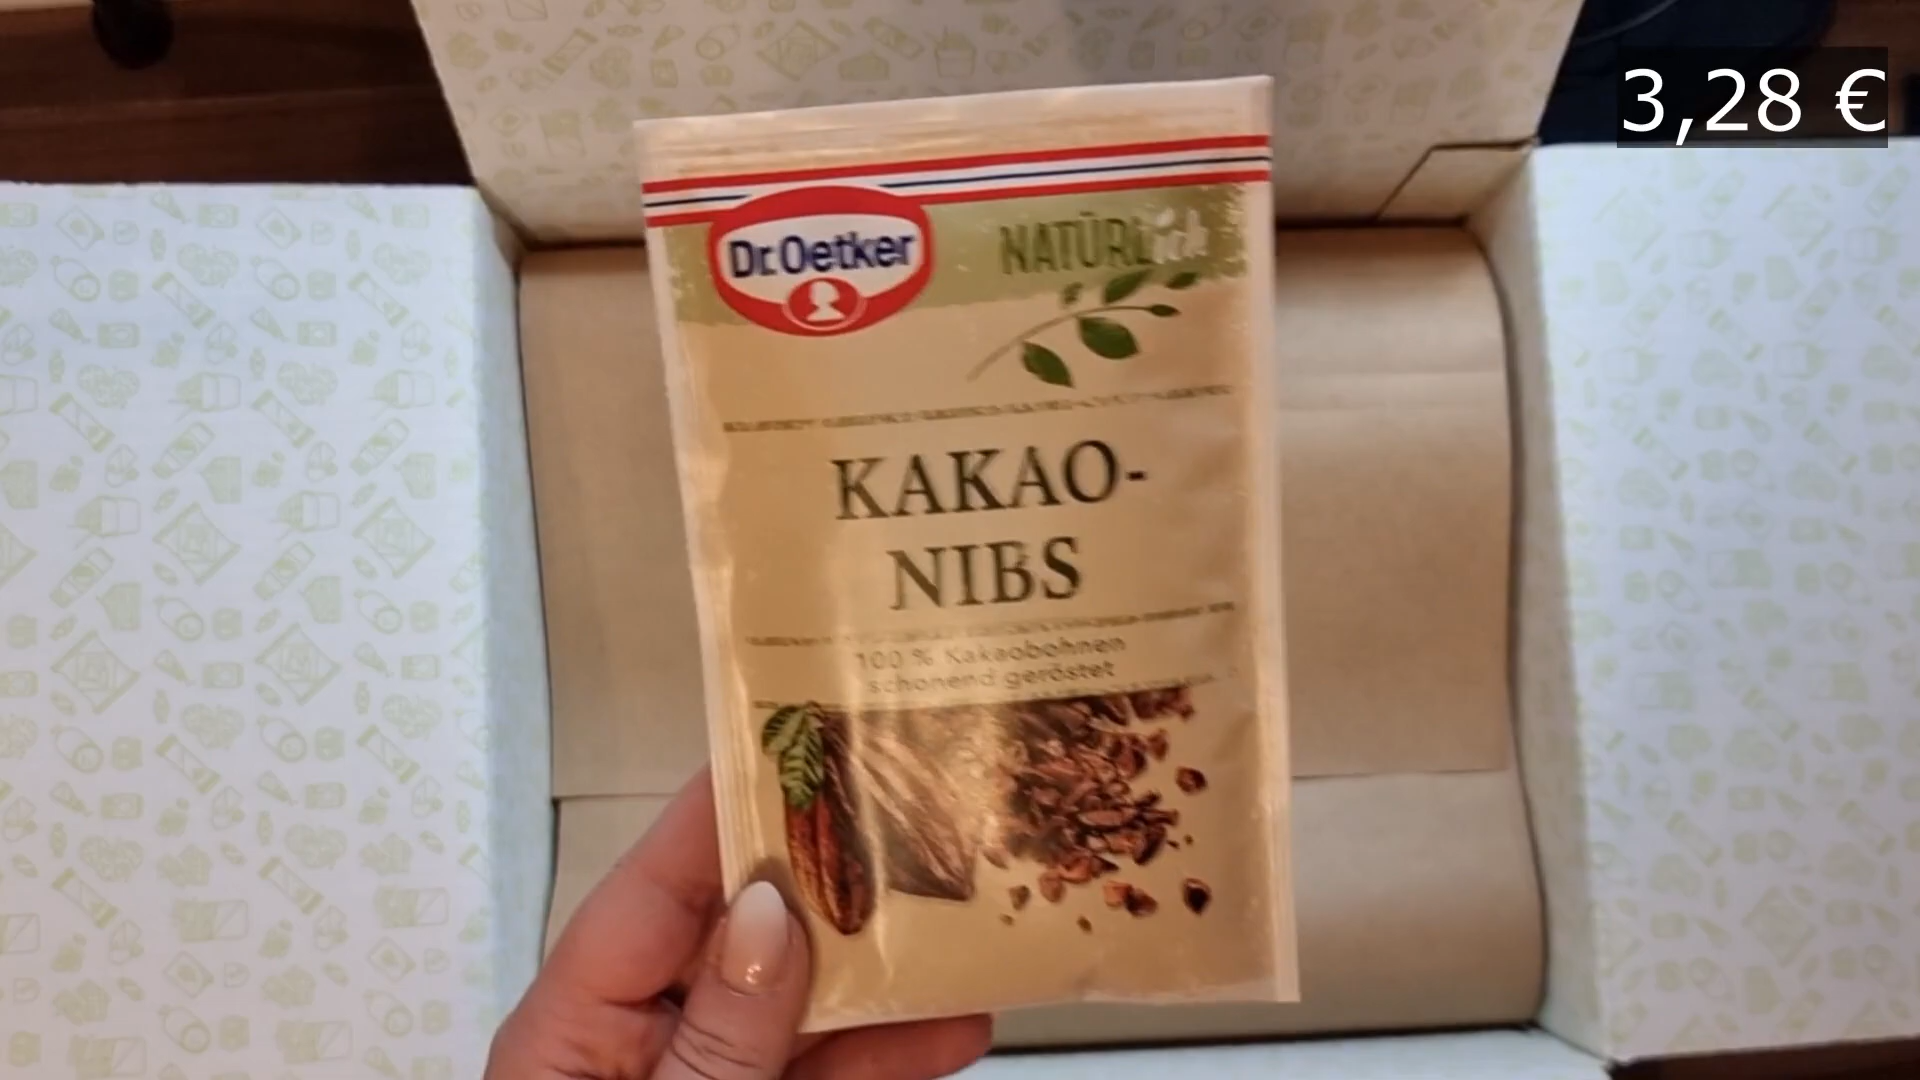 3,28 €
Dr. Oetker
NATÜRLich
KAKAO-
NIBS
100 % Kakaobohnen
schonend geröstet